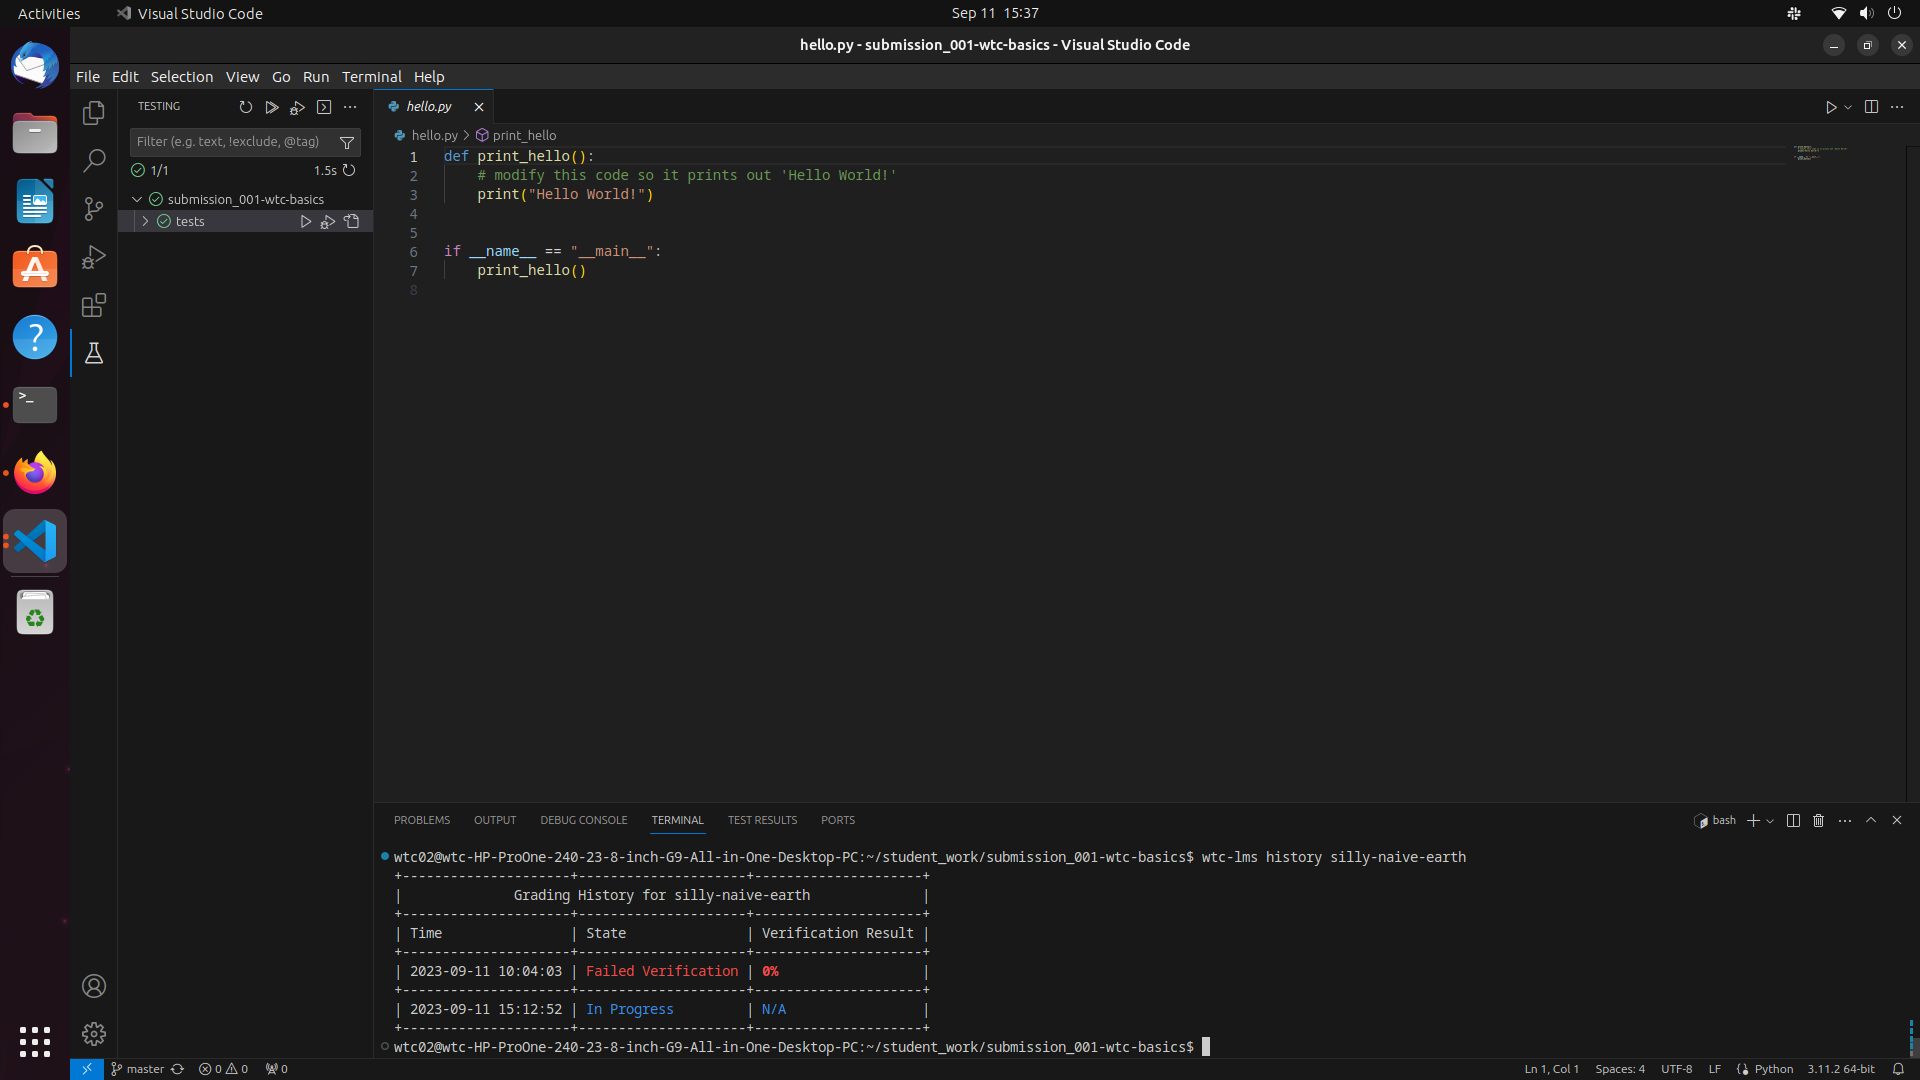 Activities Visual Studio Code Sep 11 15:37
hello.py - submission_001-wtc-basics - Visual Studio Code
File Edit Selection View Go Run Terminal Help
TESTING
Filter (e.g. text, !exclude, @tag)
1/1 1.5s
submission_001-wtc-basics
tests
hello.py
hello.py > print_hello
1 def print_hello():
2 # modify this code so it prints out 'Hello World!'
3 print("Hello World!")
4
5
6 if __name__ == "__main__":
7 print_hello()
8
PROBLEMS OUTPUT DEBUG CONSOLE TERMINAL TEST RESULTS PORTS bash
wtc02@wtc-HP-ProOne-240-23-8-inch-G9-All-in-One-Desktop-PC:~/student_work/submission_001-wtc-basics$ wtc-lms history silly-naive-earth
+---------------------+---------------------+---------------------+
| Grading History for silly-naive-earth |
+---------------------+---------------------+---------------------+
| Time | State | Verification Result |
+---------------------+---------------------+---------------------+
| 2023-09-11 10:04:03 | Failed Verification | 0% |
+---------------------+---------------------+---------------------+
| 2023-09-11 15:12:52 | In Progress | N/A |
+---------------------+---------------------+---------------------+
wtc02@wtc-HP-ProOne-240-23-8-inch-G9-All-in-One-Desktop-PC:~/student_work/submission_001-wtc-basics$
master 0 0 0 Ln 1, Col 1 Spaces: 4 UTF-8 LF Python 3.11.2 64-bit